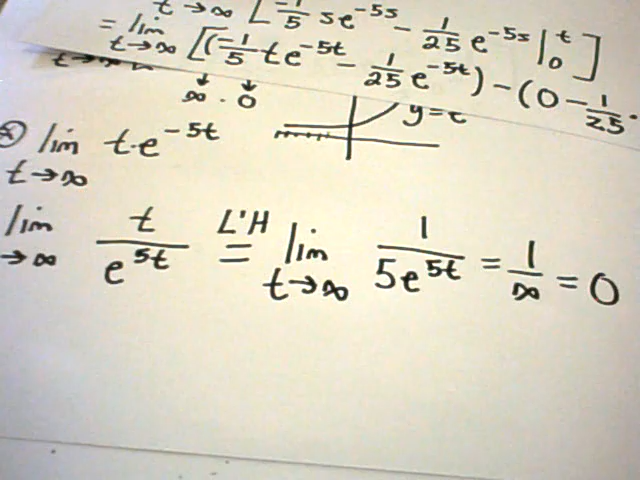 t→∞ [-1/5 se^-5s - 1/25 e^-5s |₀ᵗ]
= lim t→∞ [(-1/5 te^-5t - 1/25 e^-5t) - (0 - 1/25 ·
∞ · 0
lim t→∞ t·e^-5t
lim →∞ t/e^5t =^L'H lim t→∞ 1/5e^5t = 1/∞ = 0